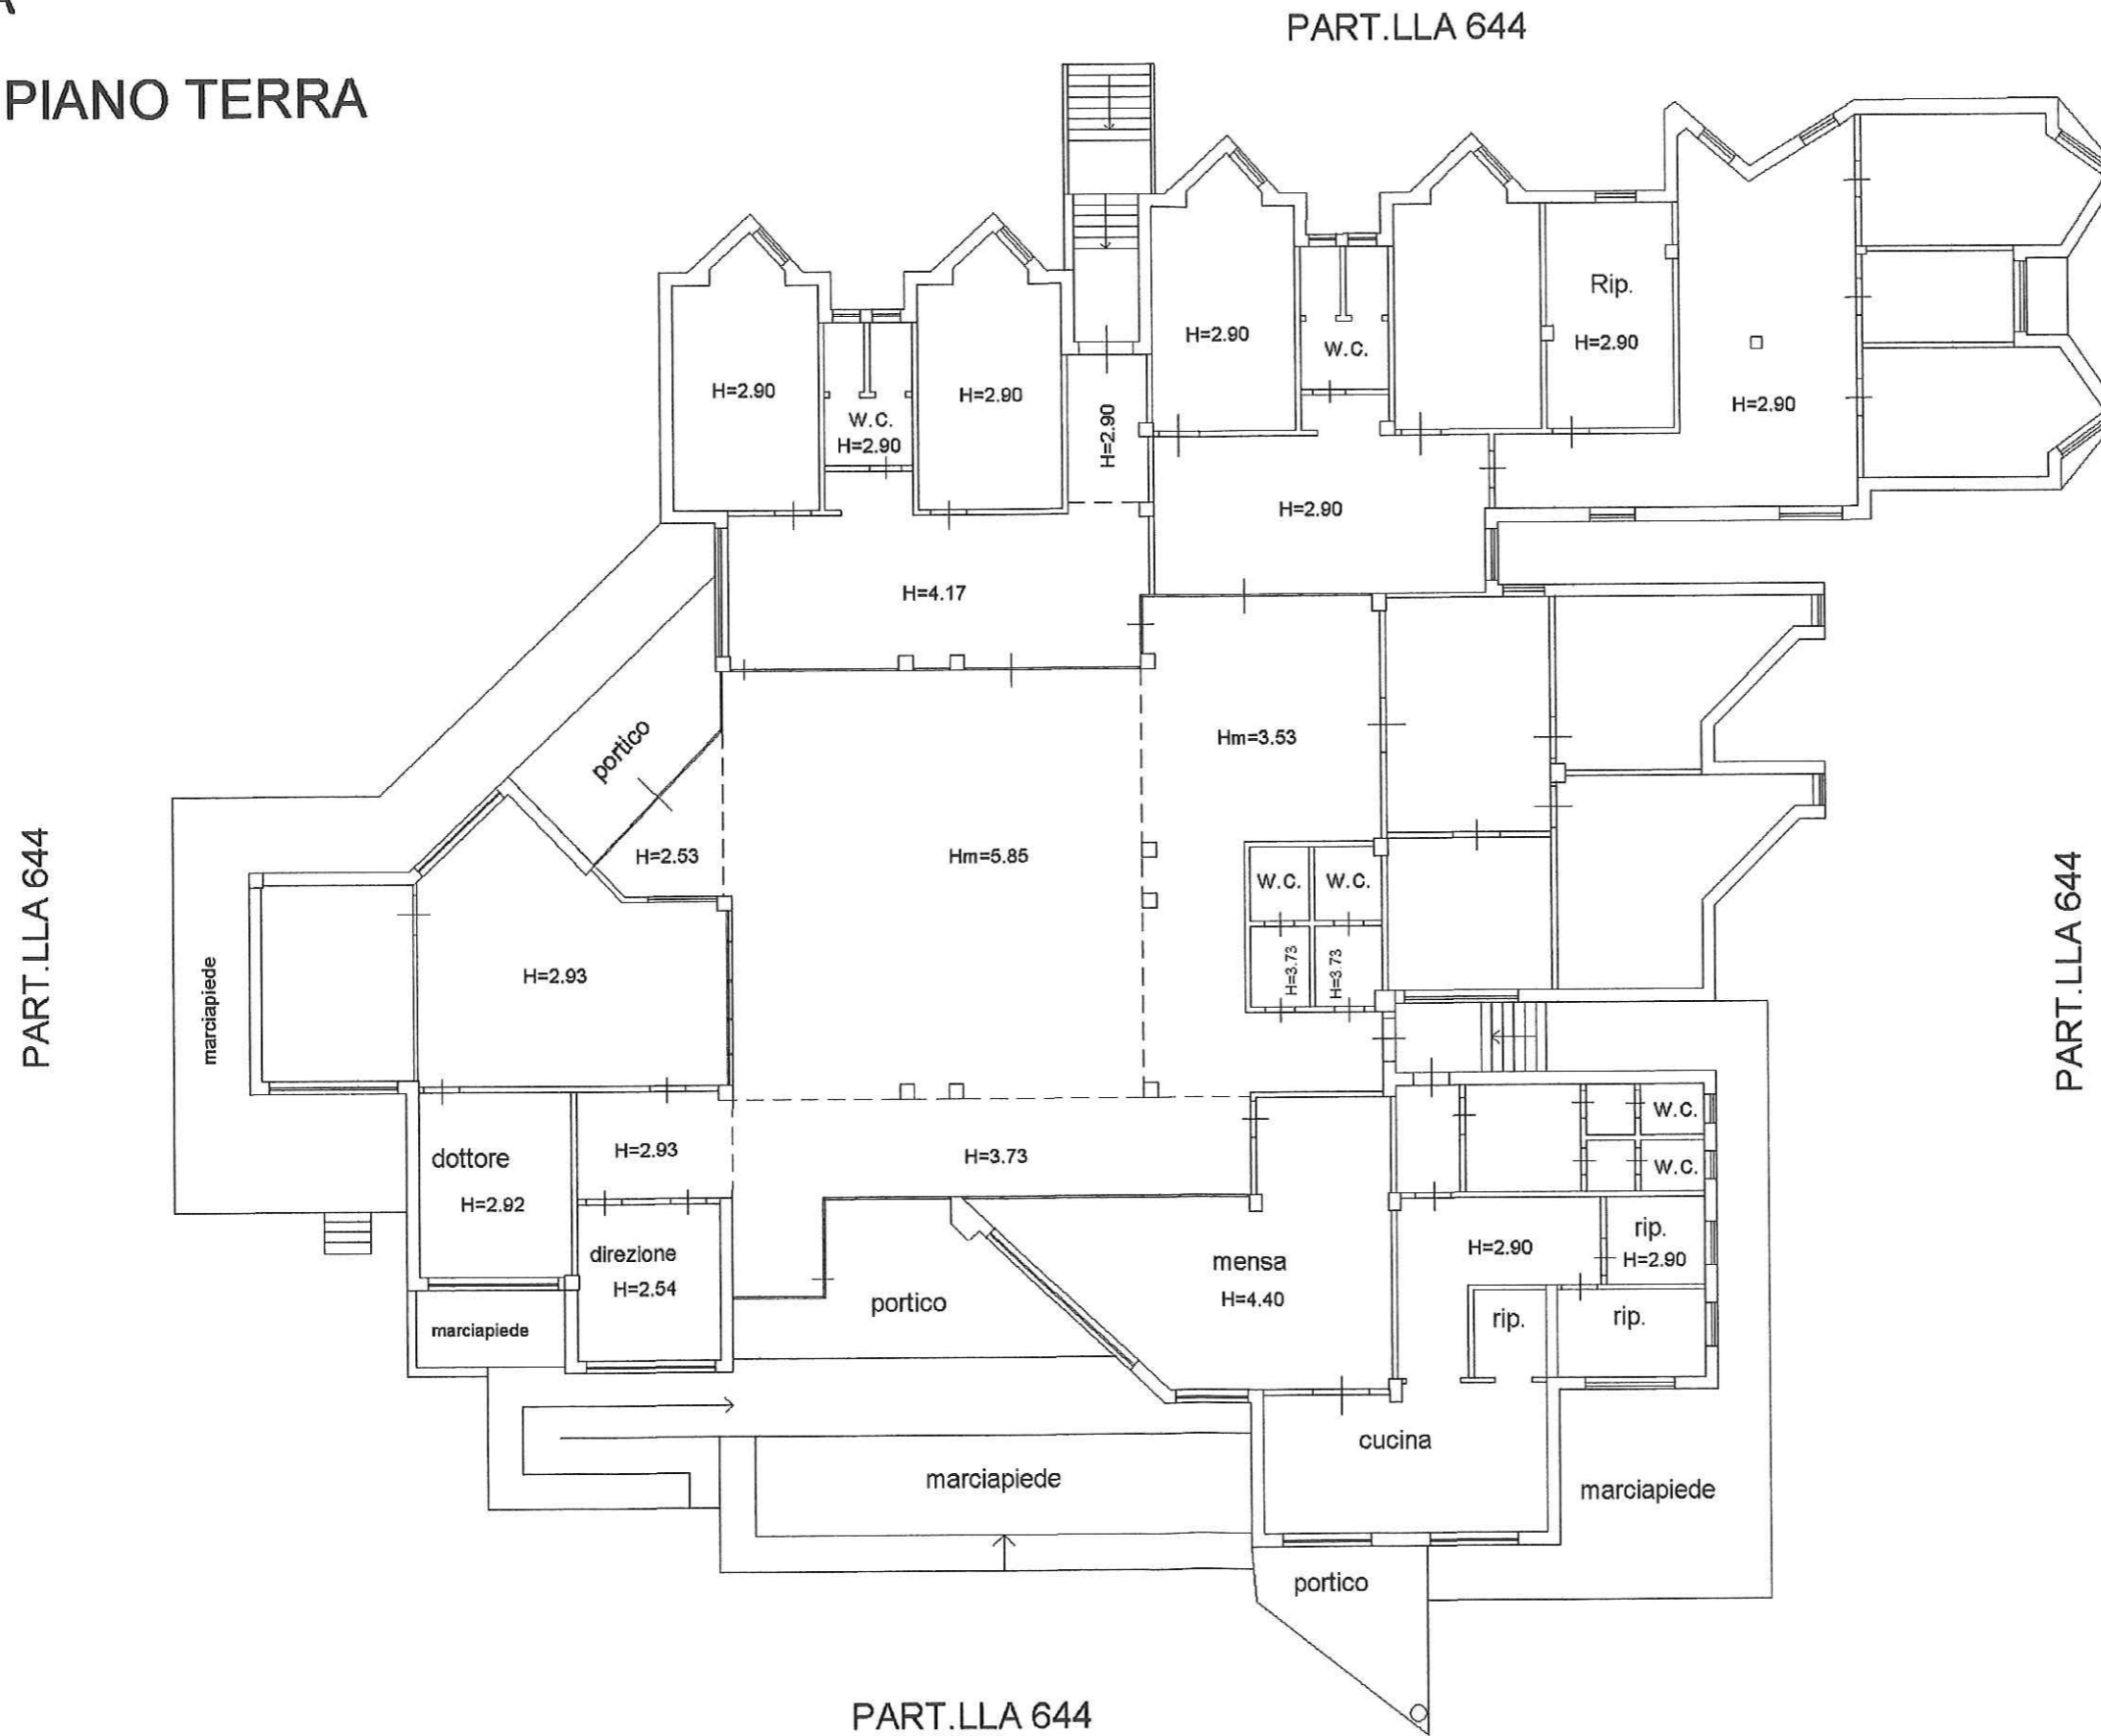 PART.LLA 644
PIANO TERRA
Rip.
H=2.90
H=2.90
W.C.
H=2.90
H=2.90
H=2.90
W.C.
H=2.90
H=2.90
H=2.90
H=4.17
portico
Hm=3.53
H=2.53
Hm=5.85
W.C.
W.C.
H=3.73
H=3.73
PART.LLA 644
PART.LLA 644
marciapiede
H=2.93
dottore
H=2.92
H=2.93
H=3.73
W.C.
W.C.
direzione
H=2.54
mensa
H=4.40
H=2.90
rip.
H=2.90
portico
rip.
rip.
marciapiede
cucina
marciapiede
marciapiede
portico
PART.LLA 644